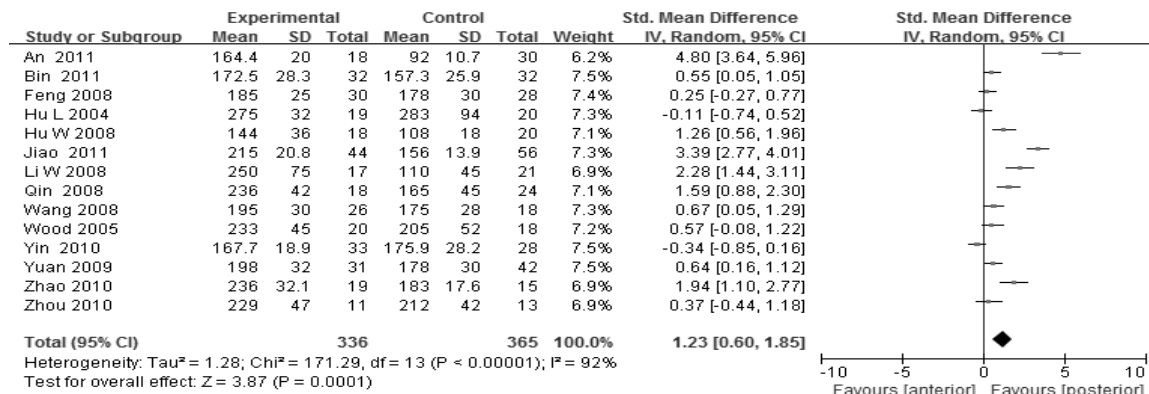 Experimental Control Std. Mean Difference Std. Mean Difference
Study or Subgroup Mean SD Total Mean SD Total Weight IV, Random, 95% CI IV, Random, 95% CI
An 2011 164.4 20 18 92 10.7 30 6.2% 4.80 [3.64, 5.96]
Bin 2011 172.5 28.3 32 157.3 25.9 32 7.5% 0.55 [0.05, 1.05]
Feng 2008 185 25 30 178 30 28 7.4% 0.25 [-0.27, 0.77]
Hu L 2004 275 32 19 283 94 20 7.3% -0.11 [-0.74, 0.52]
Hu W 2008 144 36 18 108 18 20 7.1% 1.26 [0.56, 1.96]
Jiao 2011 215 20.8 44 156 13.9 56 7.3% 3.39 [2.77, 4.01]
Li W 2008 250 75 17 110 45 21 6.9% 2.28 [1.44, 3.11]
Qin 2008 236 42 18 165 45 24 7.1% 1.59 [0.88, 2.30]
Wang 2008 195 30 26 175 28 18 7.3% 0.67 [0.05, 1.29]
Wood 2005 233 45 20 205 52 18 7.3% 0.57 [-0.08, 1.22]
Yin 2010 167.7 18.9 33 175.9 28.2 28 7.5% -0.34 [-0.85, 0.16]
Yuan 2009 198 32 31 178 30 42 7.5% 0.64 [0.16, 1.12]
Zhao 2010 236 32.1 19 183 17.6 15 6.9% 1.94 [1.10, 2.77]
Zhou 2010 229 47 11 212 42 13 6.9% 0.37 [-0.44, 1.18]
Total (95% CI) 336 365 100.0% 1.23 [0.60, 1.85]
Heterogeneity: Tau² = 1.28; Chi² = 171.29, df = 13 (P < 0.00001); I² = 92%
Test for overall effect: Z = 3.87 (P = 0.0001)
-10 -5 0 5 10
Favours [anterior] Favours [posterior]